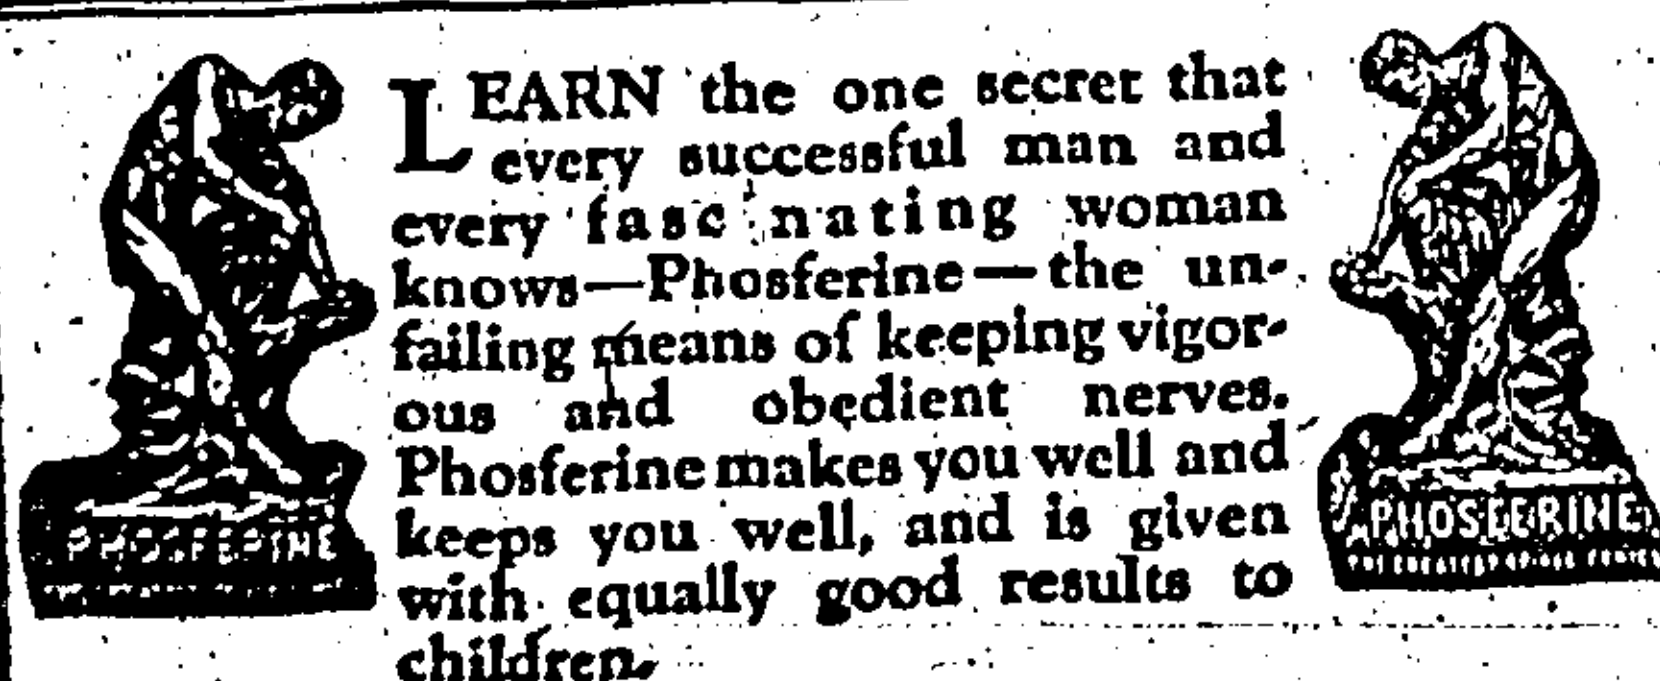 LEARN the one secret that
every successful man and
every fascinating woman
knows—Phosferine—the un-
failing means of keeping vigor-
ous and obedient nerves.
Phosferine makes you well and
keeps you well, and is given
with equally good results to
children.
PHOSFERINE
PHOSFERINE